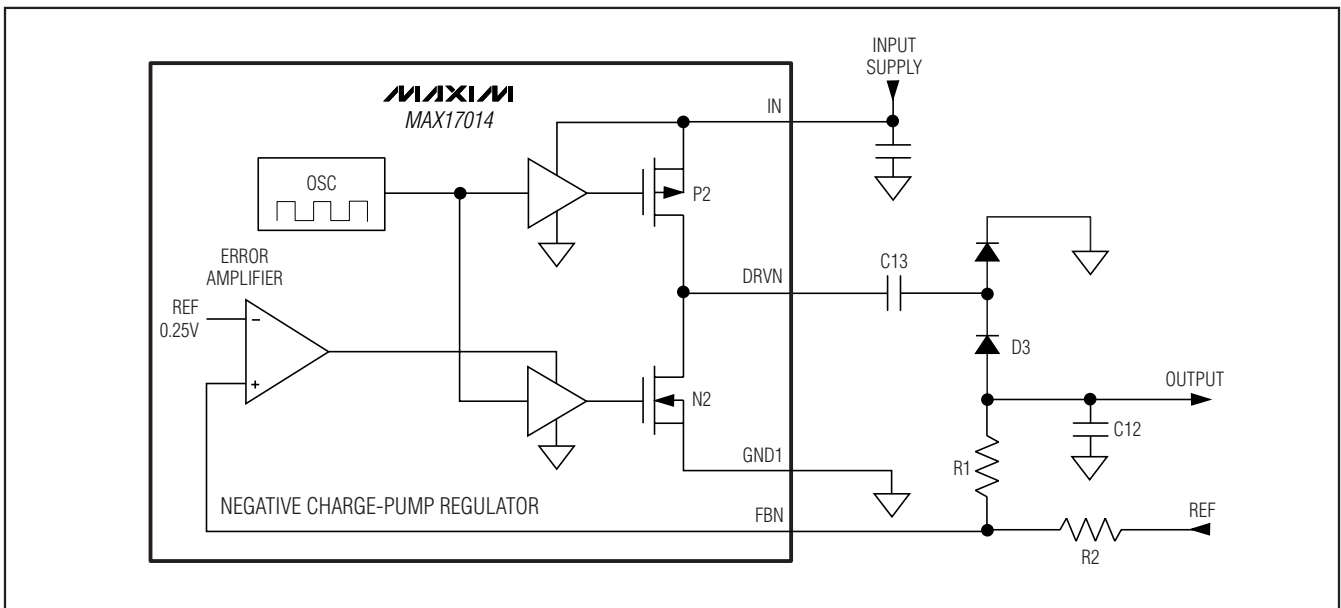 INPUT
SUPPLY
MAXIM
MAX17014
IN
OSC
P2
ERROR
AMPLIFIER
REF
0.25V
DRVN
C13
D3
−
+
N2
OUTPUT
C12
GND1
R1
NEGATIVE CHARGE-PUMP REGULATOR
FBN
REF
R2